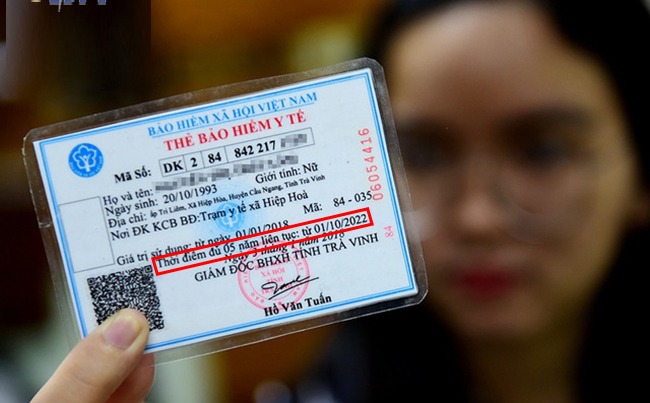 BẢO HIỂM XÃ HỘI VIỆT NAM
THẺ BẢO HIỂM Y TẾ
Mã Số: DK 2 84 842 217
Họ và tên:
Ngày sinh: 20/10/1993 Giới tính: Nữ
Địa chỉ: ấp Trì Liêm, Xã Hiệp Hòa, Huyện Cầu Ngang, Tỉnh Trà Vinh
Nơi ĐK KCB BĐ: Trạm y tế xã Hiệp Hoà Mã: 84 - 035
Giá trị sử dụng: từ ngày 01/01/2018
Thời điểm đủ 05 năm liên tục: từ 01/10/2022
Ngày 3 tháng 1 năm 2018
GIÁM ĐỐC BHXH TỈNH TRÀ VINH
Hồ Văn Tuấn
06054416
84